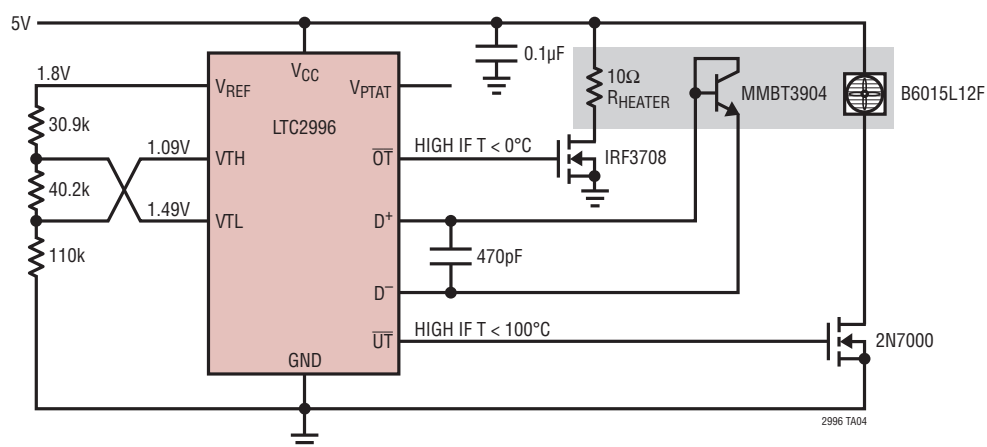 5V
1.8V
30.9k
40.2k
110k
1.09V
1.49V
VCC
VREF
VPTAT
LTC2996
VTH
OT
VTL
D+
D–
UT
GND
0.1µF
10Ω
RHEATER
MMBT3904
B6015L12F
HIGH IF T < 0°C
IRF3708
470pF
HIGH IF T < 100°C
2N7000
2996 TA04